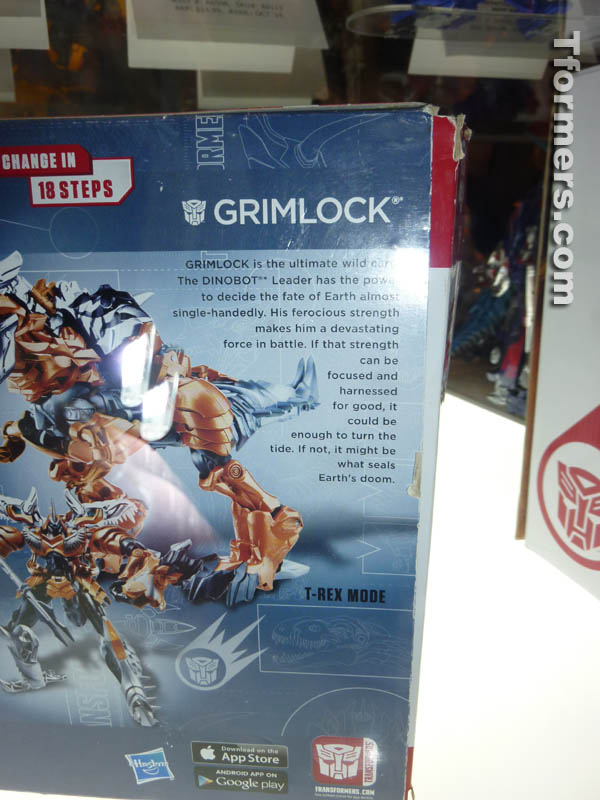 Tformers.com
RME
CHANGE IN
18 STEPS
GRIMLOCK®
GRIMLOCK is the ultimate wild
The DINOBOT™ Leader has the power
to decide the fate of Earth almost
single-handedly. His ferocious strength
makes him a devastating
force in battle. If that strength
can be
focused and
harnessed
for good, it
could be
enough to turn the
tide. If not, it might be
what seals
Earth's doom.
T-REX MODE
NSF
Hasbro
Download on the
App Store
ANDROID APP ON
Google play
TRANSFORMERS
TRANSFORMERS.COM